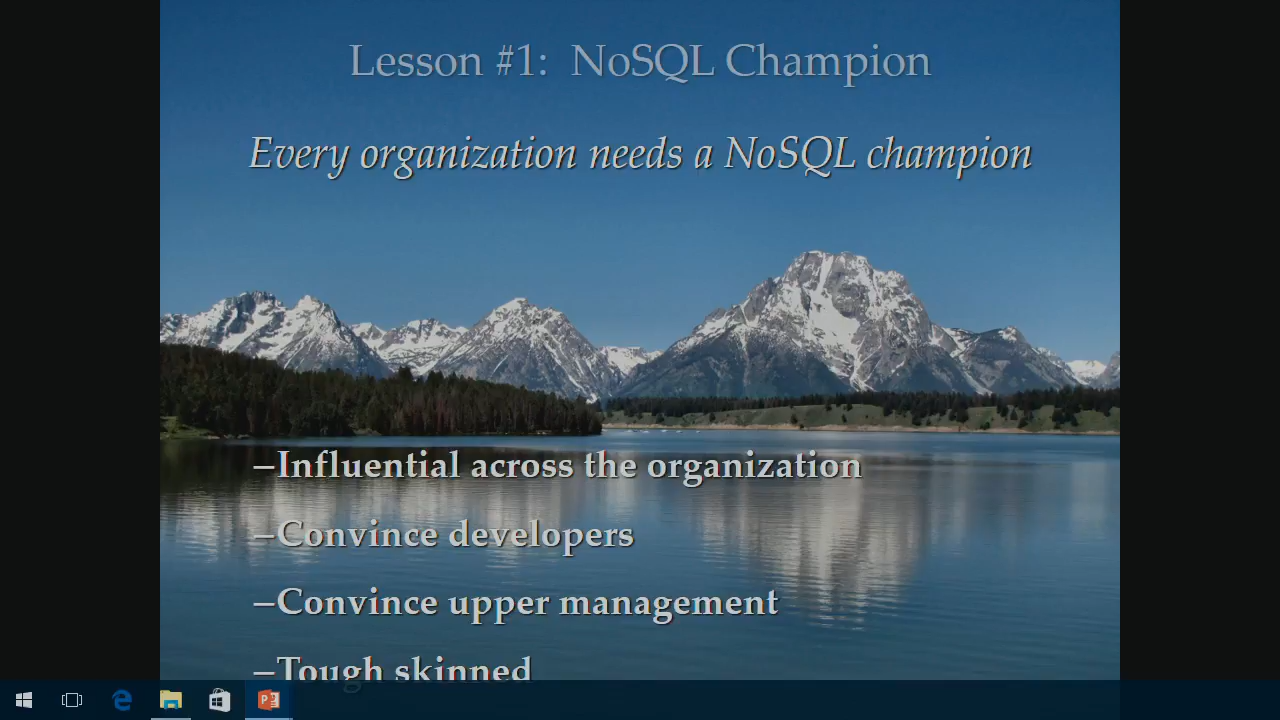 Lesson #1: NoSQL Champion
Every organization needs a NoSQL champion
–Influential across the organization
–Convince developers
–Convince upper management
–Tough skinned